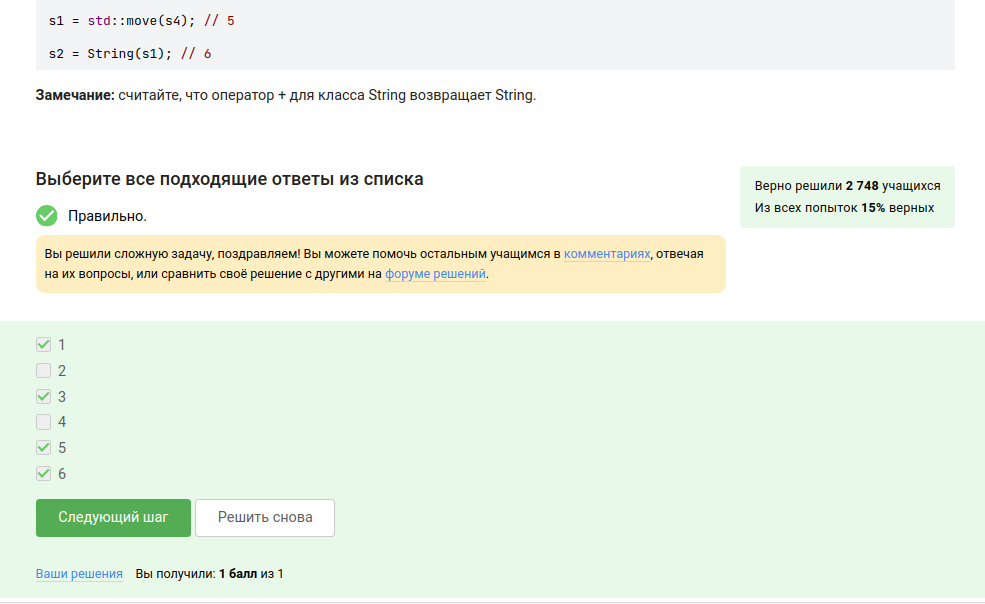 s1 = std::move(s4); // 5
s2 = String(s1); // 6
Замечание: считайте, что оператор + для класса String возвращает String.
Выберите все подходящие ответы из списка
Верно решили 2 748 учащихся
Из всех попыток 15% верных
Правильно.
Вы решили сложную задачу, поздравляем! Вы можете помочь остальным учащимся в комментариях, отвечая
на их вопросы, или сравнить своё решение с другими на форуме решений.
1
2
3
4
5
6
Следующий шаг
Решить снова
Ваши решения Вы получили: 1 балл из 1